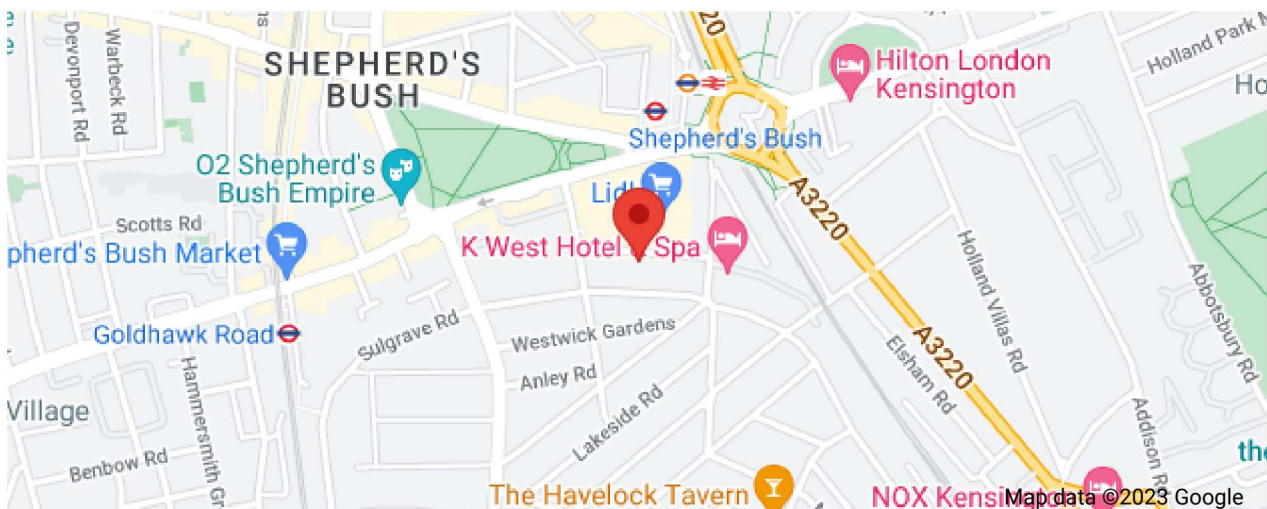 Devonport Rd
Warbeck Rd
SHEPHERD'S
BUSH
Hilton London
Kensington
Holland Park
Shepherd's Bush
O2 Shepherd's
Bush Empire
Lidl
A3220
Scotts Rd
pherd's Bush Market
K West Hotel & Spa
Holland Villas Rd
Abbotsbury Rd
Goldhawk Road
Sulgrave Rd
Westwick Gardens
A3220
Elsham Rd
Anley Rd
Hammersmith Gr
Village
Lakeside Rd
Addison Rd
Benbow Rd
The Havelock Tavern
NOX Kensington
Map data ©2023 Google